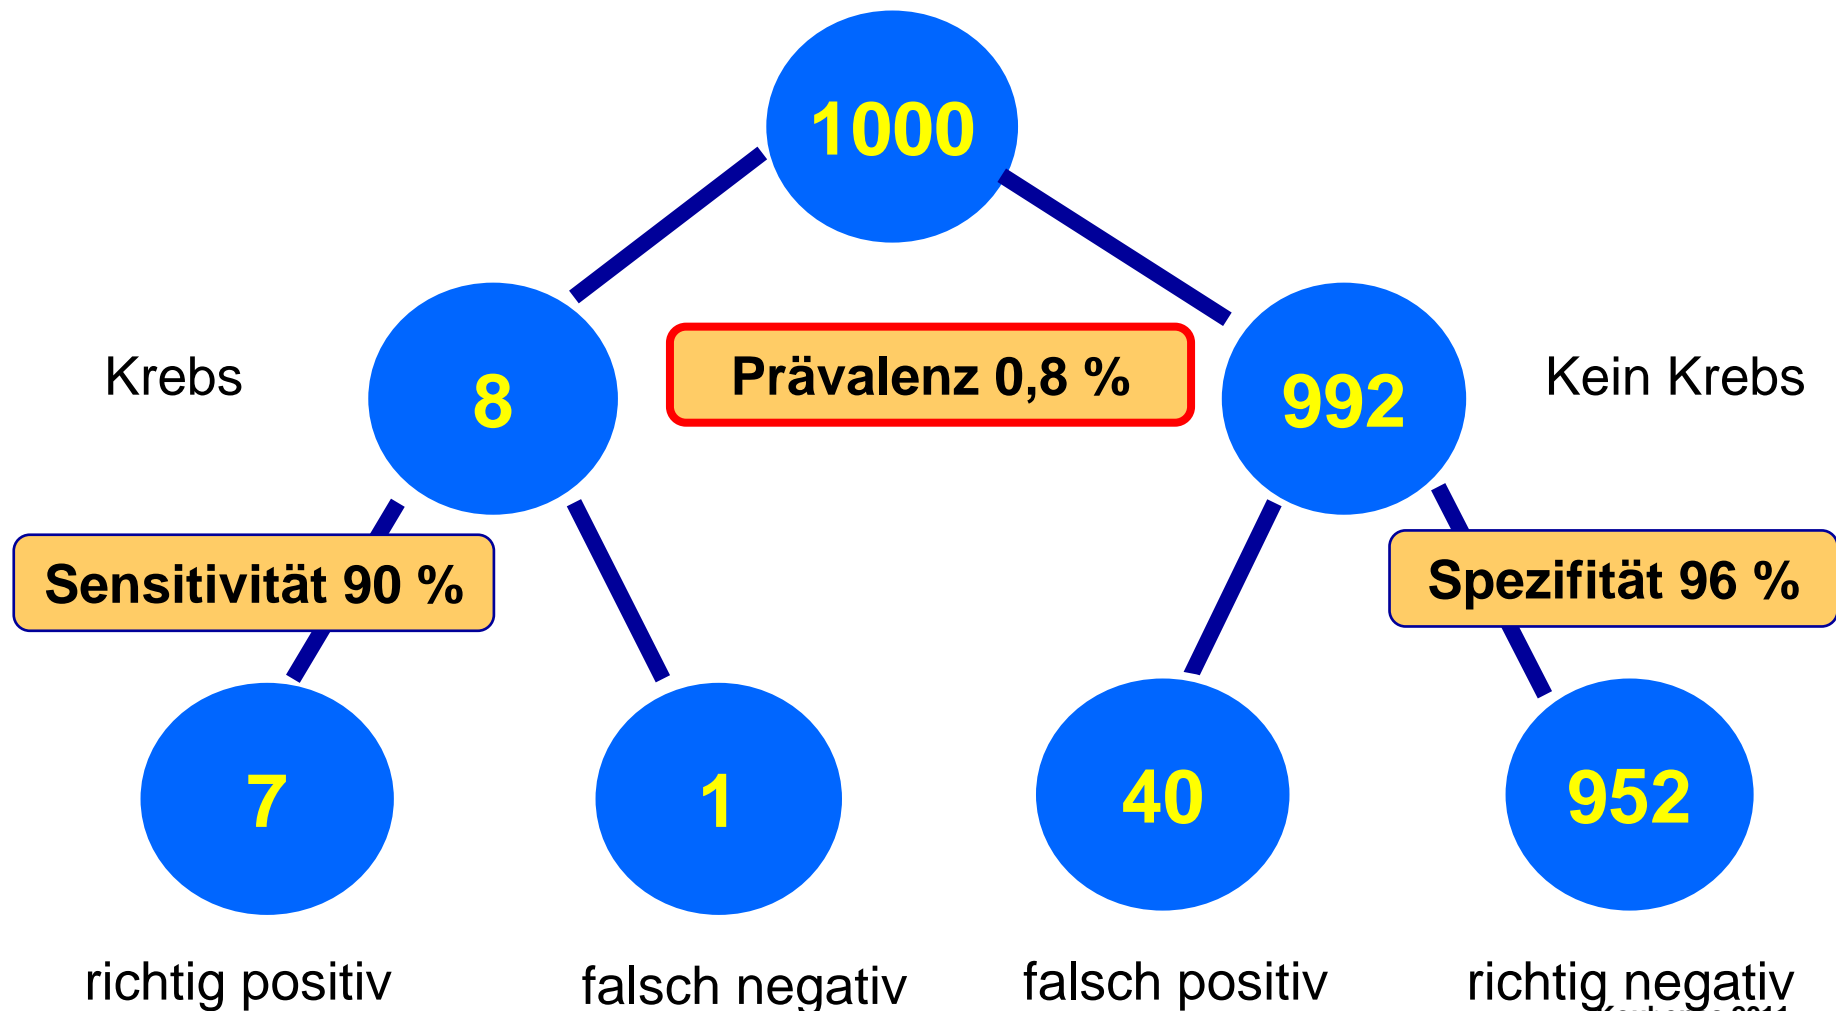 1000
Krebs
8
Prävalenz 0,8 %
992
Kein Krebs
Sensitivität 90 %
Spezifität 96 %
7
1
40
952
richtig positiv
falsch negativ
falsch positiv
richtig negativ
2011